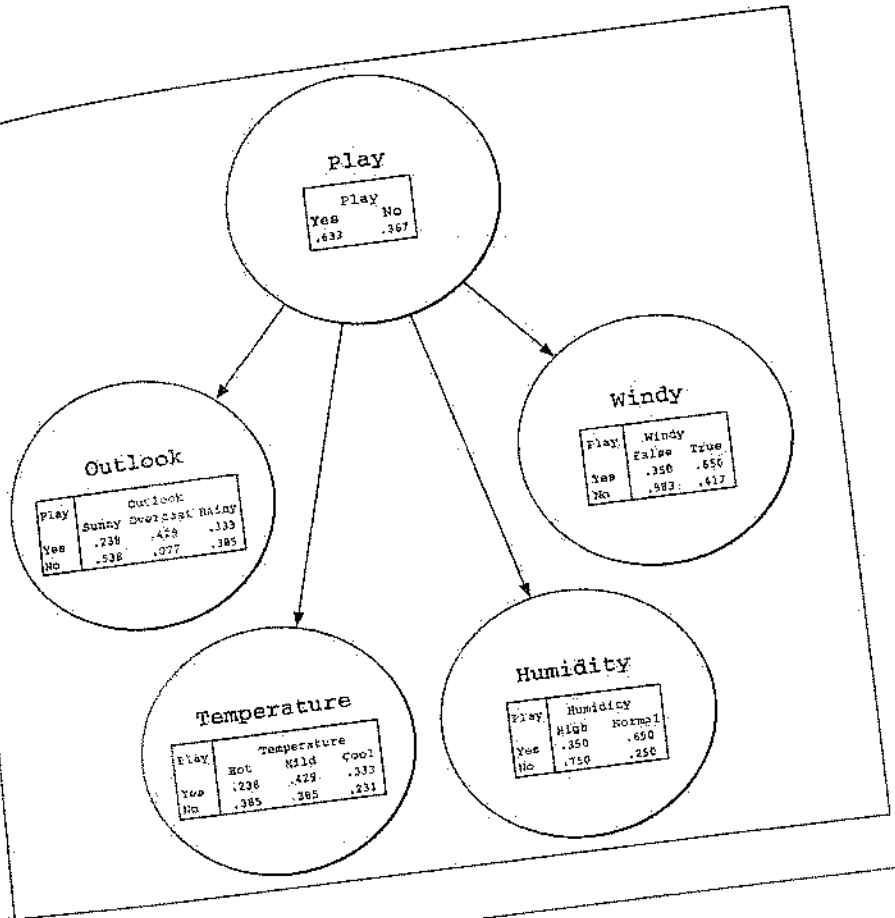 Play
Play
Yes No
.633 .367
Windy
Play Windy
False True
Yes .350 .650
No .583 .417
Outlook
Play Outlook
Sunny Overcast Rainy
Yes .238 .429 .333
No .538 .077 .385
Humidity
Play Humidity
High Normal
Yes .350 .650
No .750 .250
Temperature
Play Temperature
Hot Mild Cool
Yes .238 .429 .333
No .385 .385 .231